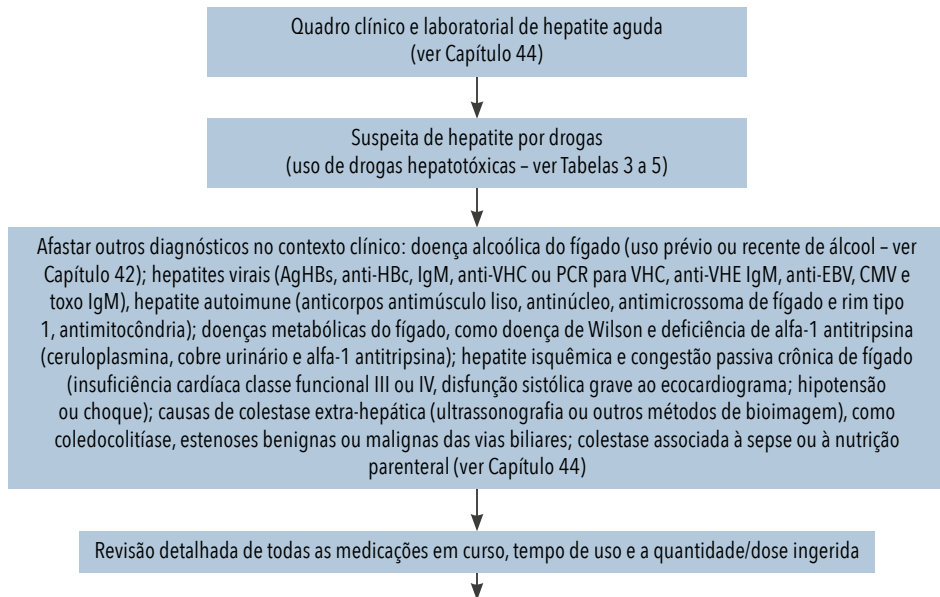 Quadro clínico e laboratorial de hepatite aguda
(ver Capítulo 44)
Suspeita de hepatite por drogas
(uso de drogas hepatotóxicas – ver Tabelas 3 a 5)
Afastar outros diagnósticos no contexto clínico: doença alcoólica do fígado (uso prévio ou recente de álcool – ver
Capítulo 42); hepatites virais (AgHBs, anti-HBc, IgM, anti-VHC ou PCR para VHC, anti-VHE IgM, anti-EBV, CMV e
toxo IgM), hepatite autoimune (anticorpos antimúsculo liso, antinúcleo, antimicrossoma de fígado e rim tipo
1, antimitocôndria); doenças metabólicas do fígado, como doença de Wilson e deficiência de alfa-1 antitripsina
(ceruloplasmina, cobre urinário e alfa-1 antitripsina); hepatite isquêmica e congestão passiva crônica de fígado
(insuficiência cardíaca classe funcional III ou IV, disfunção sistólica grave ao ecocardiograma; hipotensão
ou choque); causas de colestase extra-hepática (ultrassonografia ou outros métodos de bioimagem), como
coledocolitíase, estenoses benignas ou malignas das vias biliares; colestase associada à sepse ou à nutrição
parenteral (ver Capítulo 44)
Revisão detalhada de todas as medicações em curso, tempo de uso e a quantidade/dose ingerida